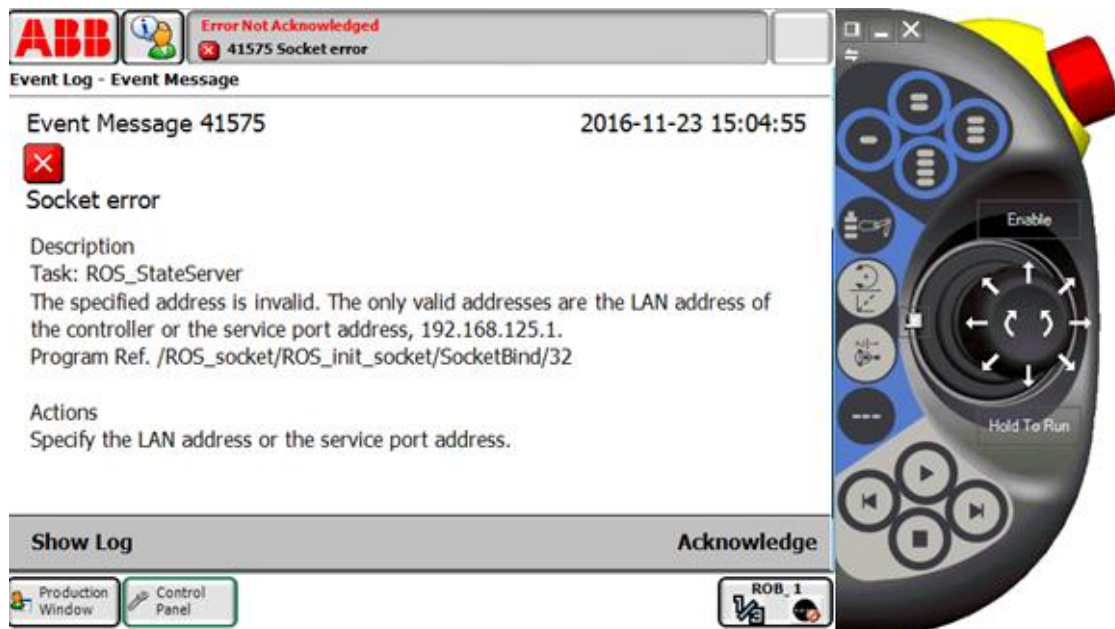 ABB
Error Not Acknowledged
41575 Socket error
Event Log - Event Message
Event Message 41575 2016-11-23 15:04:55
Socket error
Description
Task: ROS_StateServer
The specified address is invalid. The only valid addresses are the LAN address of
the controller or the service port address, 192.168.125.1.
Program Ref. /ROS_socket/ROS_init_socket/SocketBind/32
Actions
Specify the LAN address or the service port address.
Show Log Acknowledge
Production
Window
Control
Panel
ROB_1
1/3
Enable
Hold To Run